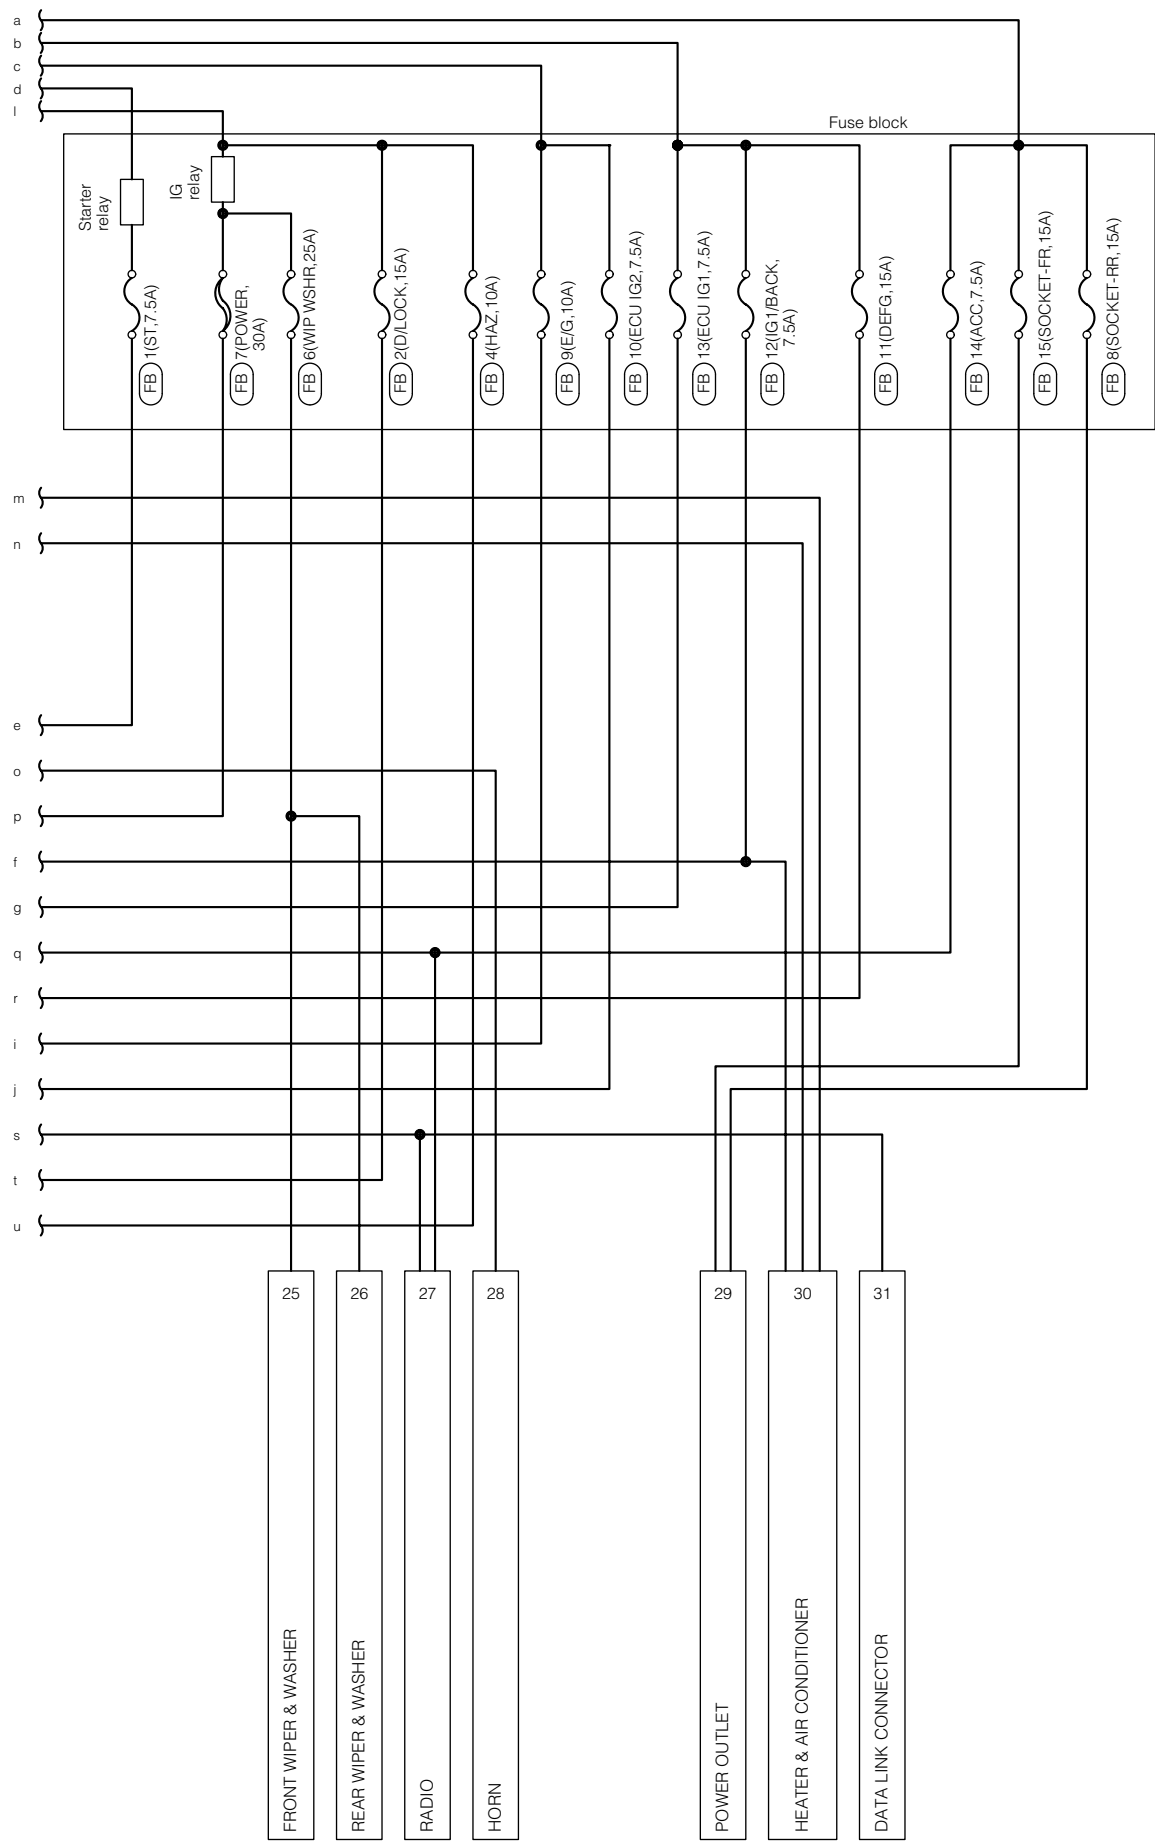 a
b
c
d
l
Fuse block
Starter
relay
IG
relay
FB 1(ST,7.5A)
FB 7(POWER,
30A)
FB 6(WIP WSHR,25A)
FB 2(D/LOCK,15A)
FB 4(HAZ,10A)
FB 9(E/G,10A)
FB 10(ECU IG2,7.5A)
FB 13(ECU IG1,7.5A)
FB 12(IG1/BACK,
7.5A)
FB 11(DEFG,15A)
FB 14(ACC,7.5A)
FB 15(SOCKET-FR,15A)
FB 8(SOCKET-RR,15A)
m
n
e
o
p
f
g
q
r
i
j
s
t
u
25
FRONT WIPER & WASHER
26
REAR WIPER & WASHER
27
RADIO
28
HORN
29
POWER OUTLET
30
HEATER & AIR CONDITIONER
31
DATA LINK CONNECTOR